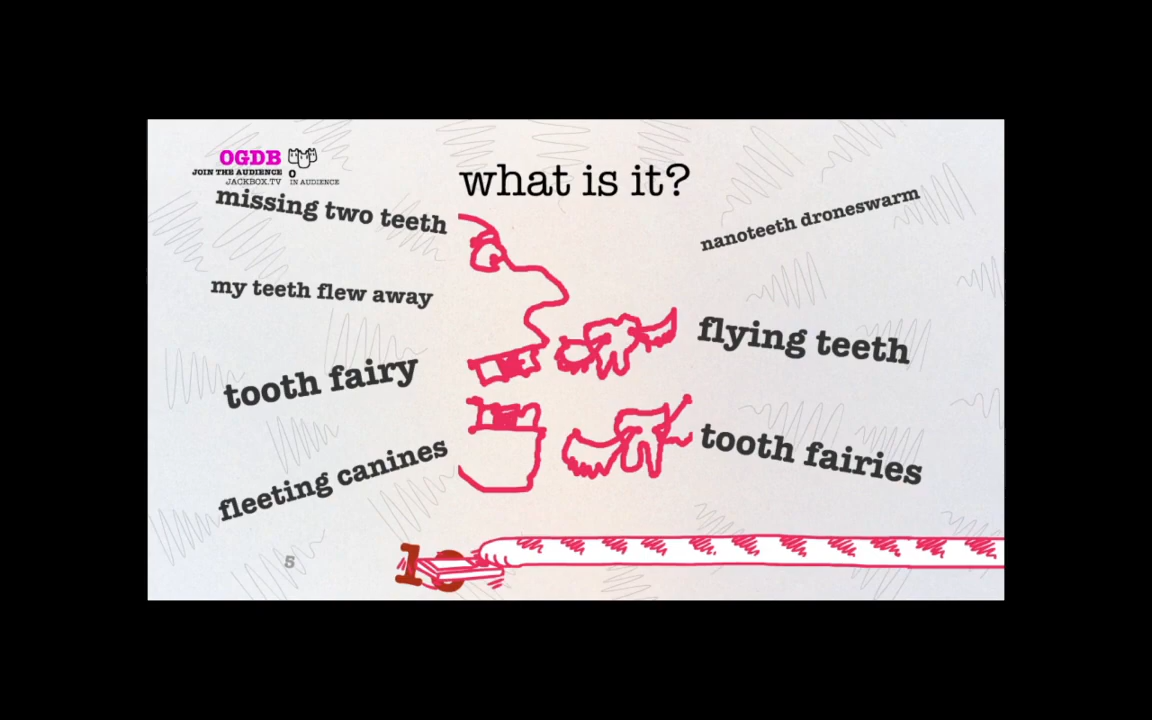 OGDB
JOIN THE AUDIENCE
JACKBOX.TV
0
IN AUDIENCE
what is it?
missing two teeth
nanoteeth droneswarm
my teeth flew away
flying teeth
tooth fairy
tooth fairies
fleeting canines
5